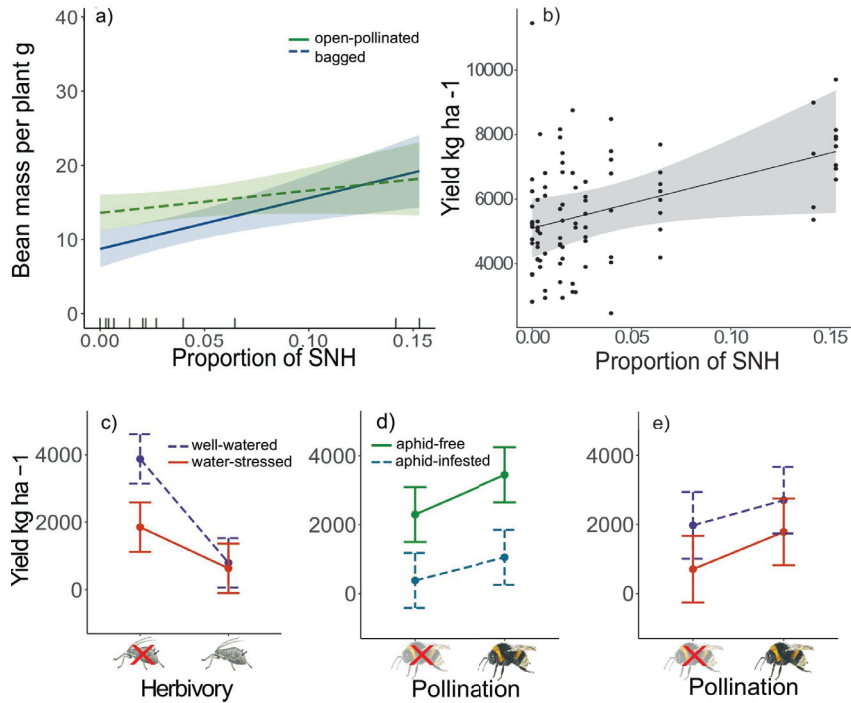 a)
open-pollinated
bagged
Bean mass per plant g
40
30
20
10
0
0.00
0.05
0.10
0.15
Proportion of SNH
b)
Yield kg ha -1
10000
8000
6000
4000
0.00
0.05
0.10
0.15
Proportion of SNH
c)
well-watered
water-stressed
Yield kg ha −1
4000
2000
0
Herbivory
d)
aphid-free
aphid-infested
4000
2000
0
Pollination
e)
4000
2000
0
Pollination